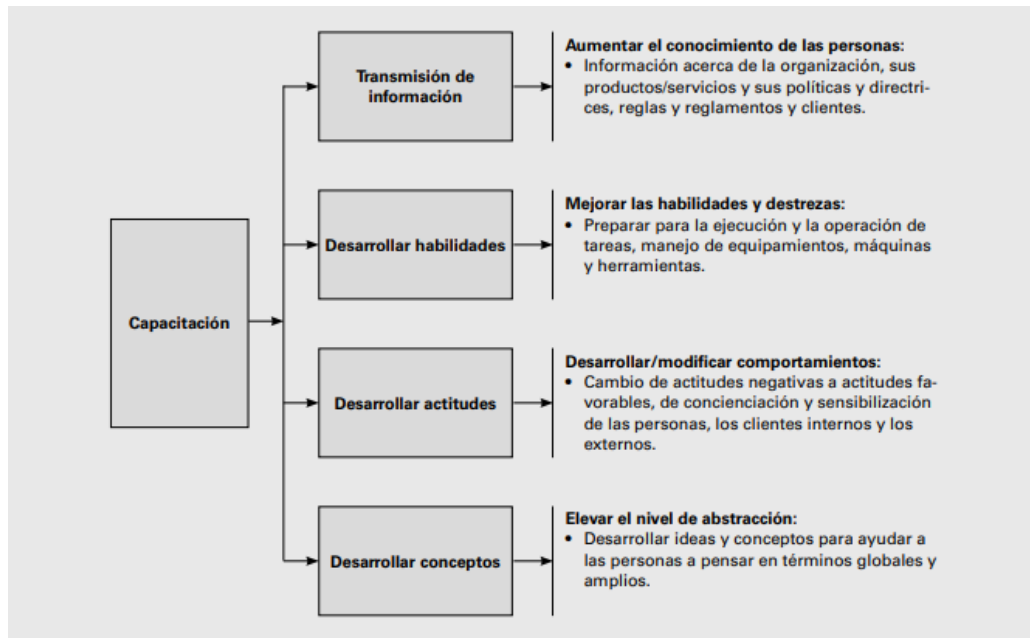 Transmisión de
información
Aumentar el conocimiento de las personas:
• Información acerca de la organización, sus
productos/servicios y sus políticas y directri-
ces, reglas y reglamentos y clientes.
Desarrollar habilidades
Mejorar las habilidades y destrezas:
• Preparar para la ejecución y la operación de
tareas, manejo de equipamientos, máquinas
y herramientas.
Capacitación
Desarrollar actitudes
Desarrollar/modificar comportamientos:
• Cambio de actitudes negativas a actitudes fa-
vorables, de concienciación y sensibilización
de las personas, los clientes internos y los
externos.
Desarrollar conceptos
Elevar el nivel de abstracción:
• Desarrollar ideas y conceptos para ayudar a
las personas a pensar en términos globales y
amplios.